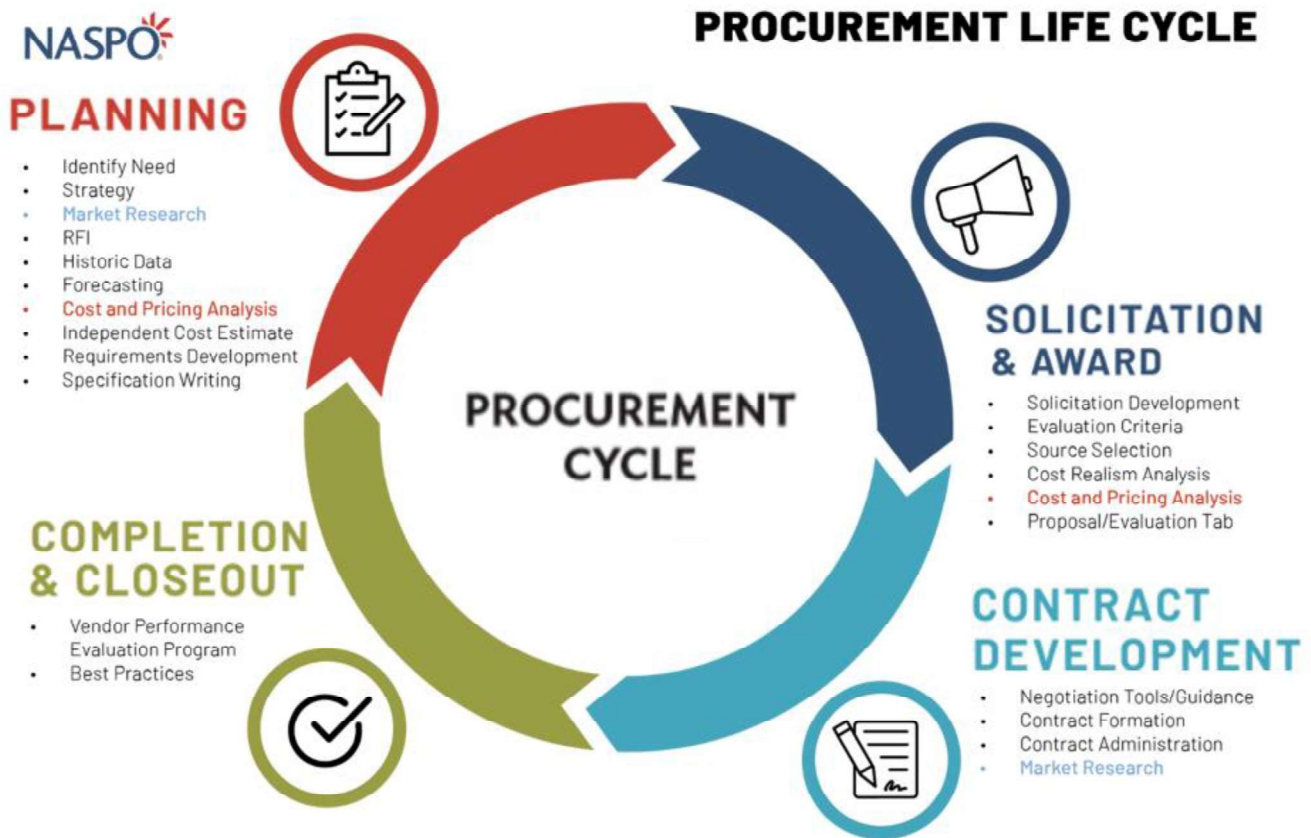 NASPO
PROCUREMENT LIFE CYCLE
PLANNING
• Identify Need
• Strategy
• Market Research
• RFI
• Historic Data
• Forecasting
• Cost and Pricing Analysis
• Independent Cost Estimate
• Requirements Development
• Specification Writing
SOLICITATION
& AWARD
• Solicitation Development
• Evaluation Criteria
• Source Selection
• Cost Realism Analysis
• Cost and Pricing Analysis
• Proposal/Evaluation Tab
PROCUREMENT
CYCLE
COMPLETION
& CLOSEOUT
• Vendor Performance
Evaluation Program
• Best Practices
CONTRACT
DEVELOPMENT
• Negotiation Tools/Guidance
• Contract Formation
• Contract Administration
• Market Research